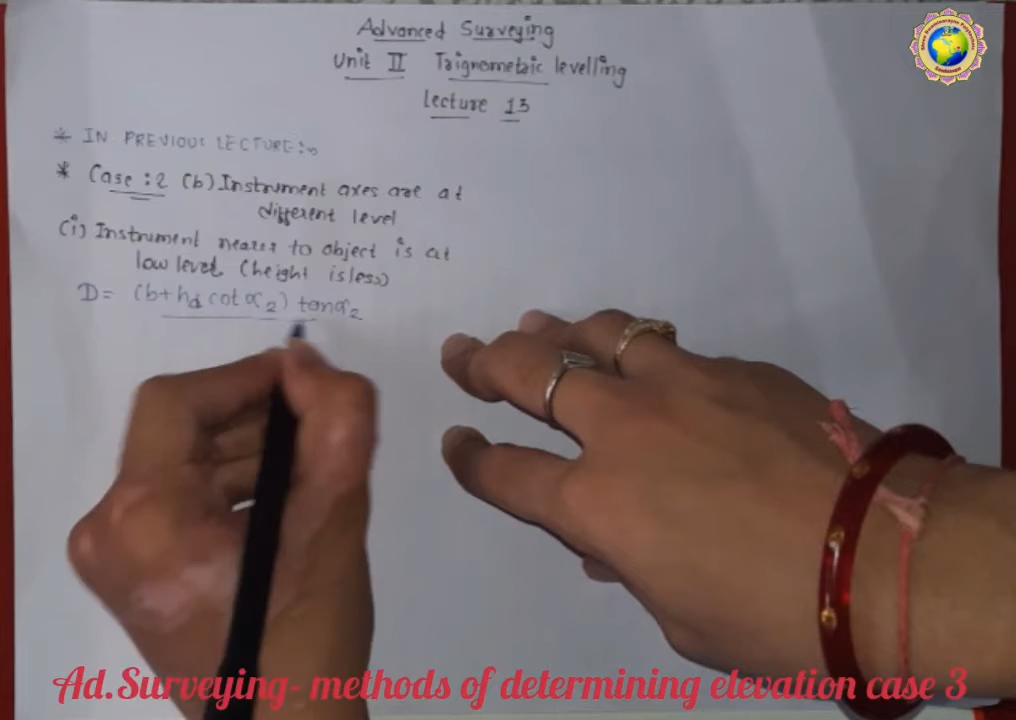 Advanced Surveying
Unit II Trignometric levelling
Lecture 13
* IN PREVIOUS LECTURE:~
* Case:2 (b) Instrument axes are at
different level
(i) Instrument nearer to object is at
low level (height is less)
D = (b+hd cot α2) tan α2
Ad.Surveying- methods of determining elevation case 3